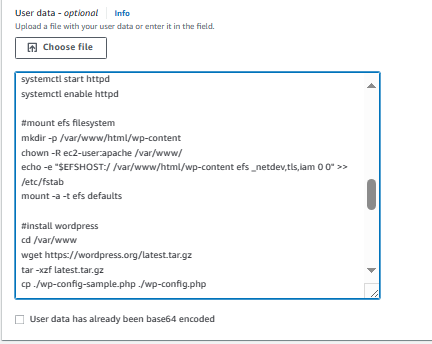 User data - optional Info
Upload a file with your user data or enter it in the field.
Choose file
systemctl start httpd
systemctl enable httpd
#mount efs filesystem
mkdir -p /var/www/html/wp-content
chown -R ec2-user:apache /var/www/
echo -e "$EFSHOST:/ /var/www/html/wp-content efs _netdev,tls,iam 0 0" >>
/etc/fstab
mount -a -t efs defaults
#install wordpress
cd /var/www
wget https://wordpress.org/latest.tar.gz
tar -xzf latest.tar.gz
cp ./wp-config-sample.php ./wp-config.php
User data has already been base64 encoded